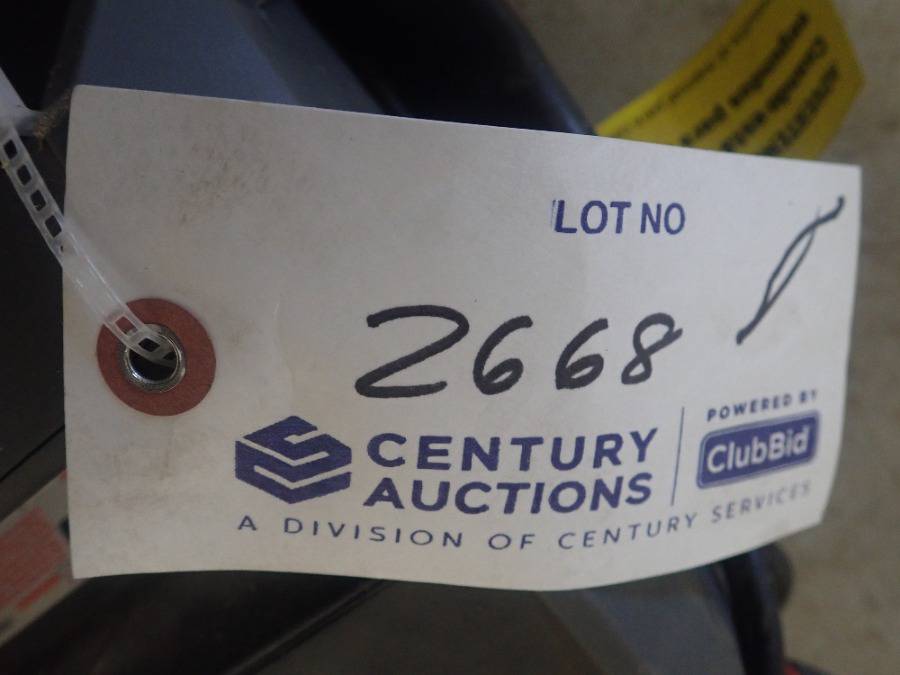 LOT NO
2668
CENTURY
AUCTIONS
POWERED BY
ClubBid
A DIVISION OF CENTURY SERVICES